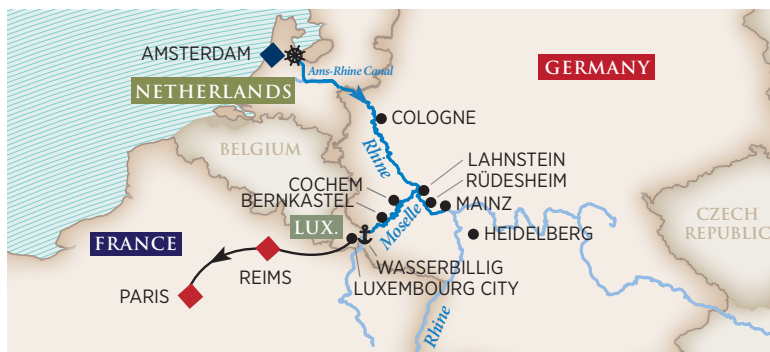 AMSTERDAM
Ams-Rhine Canal
GERMANY
NETHERLANDS
COLOGNE
BELGIUM
Rhine
LAHNSTEIN
RÜDESHEIM
COCHEM
BERNKASTEL
MAINZ
Moselle
CZECH
REPUBLIC
LUX.
HEIDELBERG
FRANCE
WASSERBILLIG
REIMS
LUXEMBOURG CITY
PARIS
Rhine